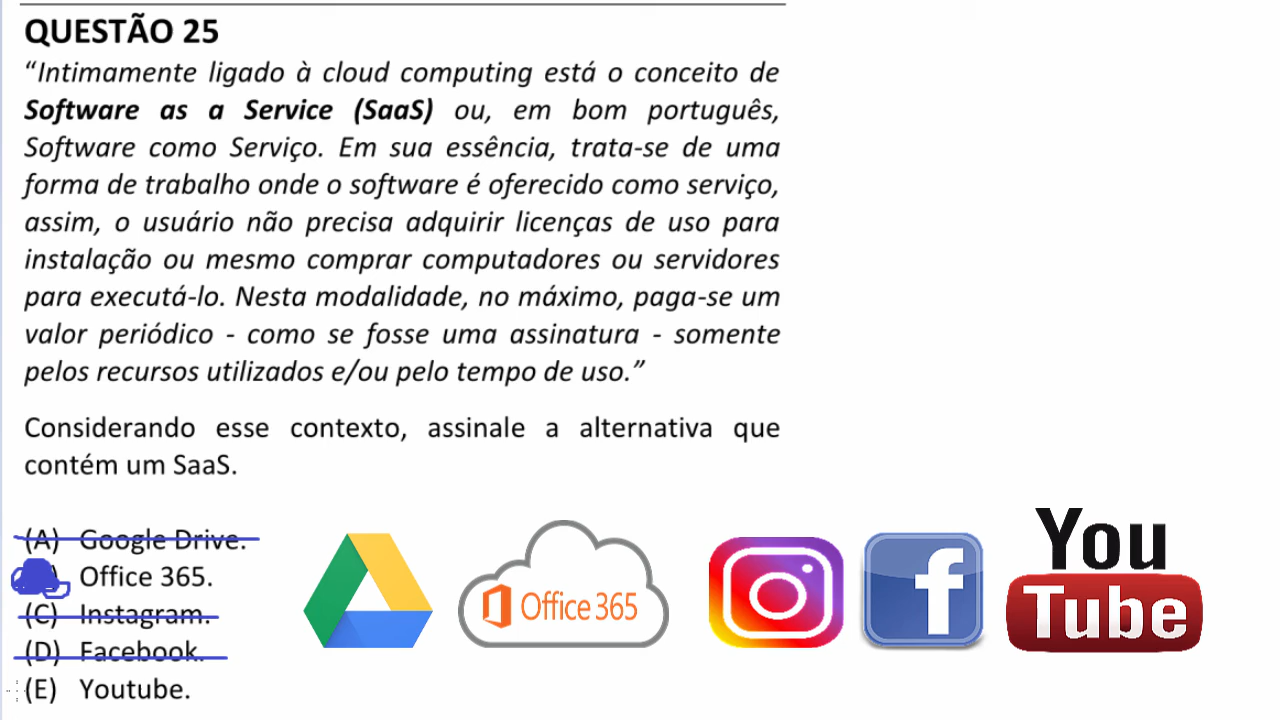 QUESTÃO 25
“Intimamente ligado à cloud computing está o conceito de
Software as a Service (SaaS) ou, em bom português,
Software como Serviço. Em sua essência, trata-se de uma
forma de trabalho onde o software é oferecido como serviço,
assim, o usuário não precisa adquirir licenças de uso para
instalação ou mesmo comprar computadores ou servidores
para executá-lo. Nesta modalidade, no máximo, paga-se um
valor periódico - como se fosse uma assinatura - somente
pelos recursos utilizados e/ou pelo tempo de uso.”
Considerando esse contexto, assinale a alternativa que
contém um SaaS.
(A) Google Drive.
Office 365.
(C) Instagram.
(D) Facebook.
(E) Youtube.
Office 365
f
You
Tube